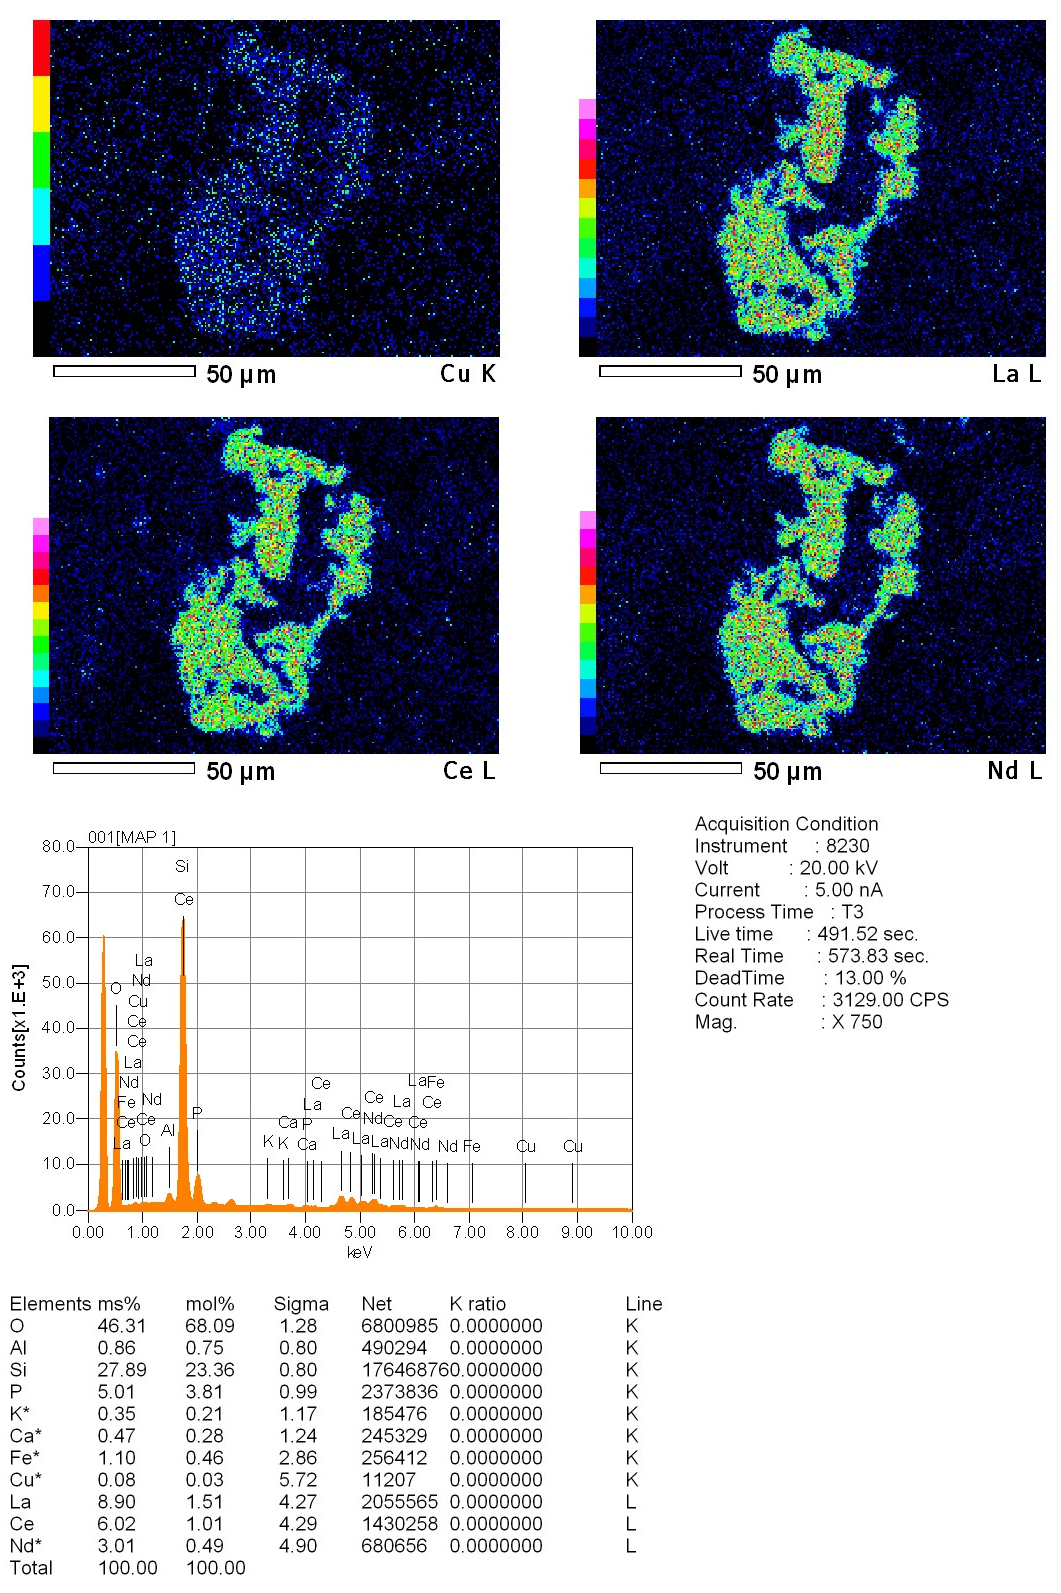 50 µm Cu K
50 µm La L
50 µm Ce L
50 µm Nd L
001[MAP 1]
80.0
70.0
60.0
50.0
40.0
30.0
20.0
10.0
0.0
Counts[x1.E+3]
Si
Ce
La
Nd
O
Cu
Ce
Ce
La
Nd
Fe Nd
Ce Ce
La O
Al
P
K K
Ca
Ce
La
P
Ca
La
Ce
La
Ce
Nd
La
La
Ce
Nd
La Fe
Ce
Ce
Nd
Nd
Fe
Cu
Cu
0.00 1.00 2.00 3.00 4.00 5.00 6.00 7.00 8.00 9.00 10.00
keV
Acquisition Condition
Instrument : 8230
Volt : 20.00 kV
Current : 5.00 nA
Process Time : T3
Live time : 491.52 sec.
Real Time : 573.83 sec.
DeadTime : 13.00 %
Count Rate : 3129.00 CPS
Mag. : X 750
Elements ms% mol% Sigma Net K ratio Line
O 46.31 68.09 1.28 6800985 0.0000000 K
Al 0.86 0.75 0.80 490294 0.0000000 K
Si 27.89 23.36 0.80 17646876 0.0000000 K
P 5.01 3.81 0.99 2373836 0.0000000 K
K* 0.35 0.21 1.17 185476 0.0000000 K
Ca* 0.47 0.28 1.24 245329 0.0000000 K
Fe* 1.10 0.46 2.86 256412 0.0000000 K
Cu* 0.08 0.03 5.72 11207 0.0000000 K
La 8.90 1.51 4.27 2055565 0.0000000 L
Ce 6.02 1.01 4.29 1430258 0.0000000 L
Nd* 3.01 0.49 4.90 680656 0.0000000 L
Total 100.00 100.00